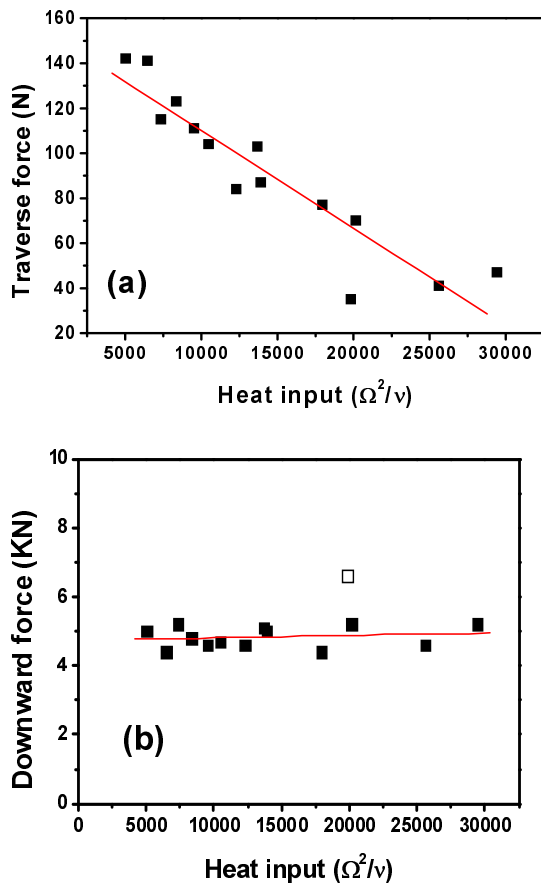 160
140
120
100
80
60
40
20
Traverse force (N)
(a)
5000 10000 15000 20000 25000 30000
Heat input (Ω²/ν)
10
8
6
4
2
0
Downward force (KN)
(b)
0 5000 10000 15000 20000 25000 30000
Heat input (Ω²/ν)